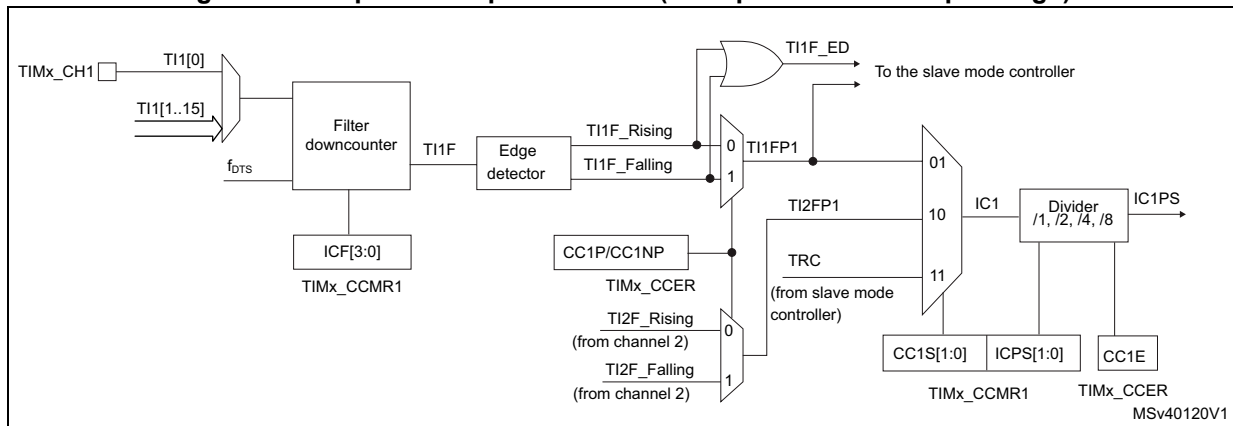 TI1[0]
TIMx_CH1
TI1[1..15]
fDTS
Filter
downcounter
ICF[3:0]
TIMx_CCMR1
TI1F
Edge
detector
TI1F_Rising
TI1F_Falling
TI1F_ED
To the slave mode controller
0
1
TI1FP1
TI2FP1
CC1P/CC1NP
TIMx_CCER
TI2F_Rising
(from channel 2)
TI2F_Falling
(from channel 2)
0
1
TRC
(from slave mode
controller)
01
10
11
IC1
Divider
/1, /2, /4, /8
IC1PS
CC1S[1:0]
ICPS[1:0]
CC1E
TIMx_CCMR1
TIMx_CCER
MSv40120V1